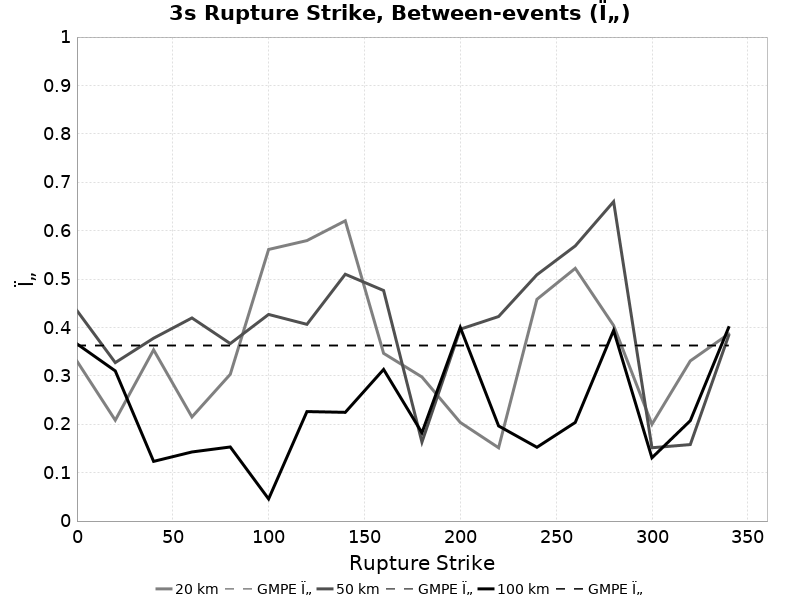 3s Rupture Strike, Between-events (Ï„)
1
0.9
0.8
0.7
0.6
0.5
0.4
0.3
0.2
0.1
0
Ï„
0 50 100 150 200 250 300 350
Rupture Strike
20 km GMPE Ï„ 50 km GMPE Ï„ 100 km GMPE Ï„